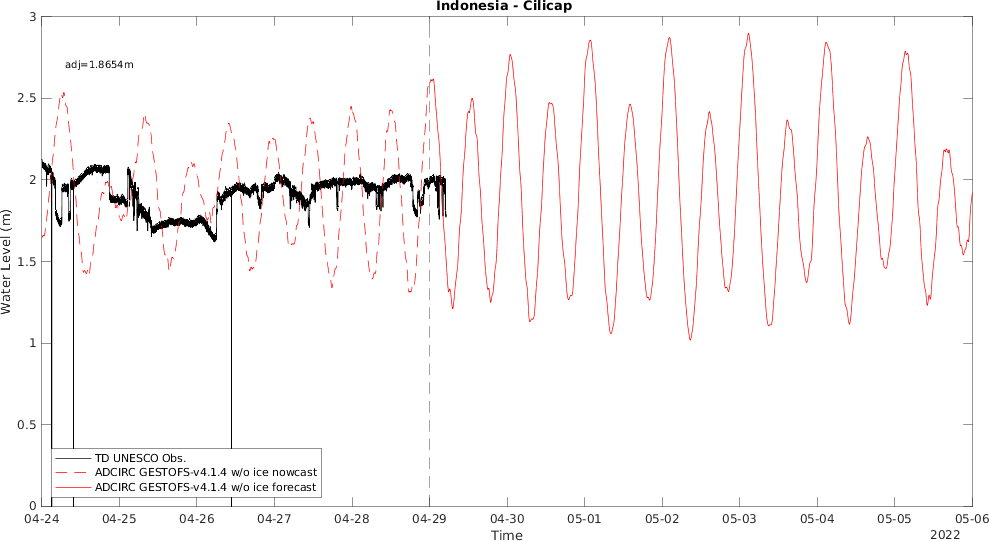 Indonesia - Cilicap
adj=1.8654m
Water Level (m)
3
2.5
2
1.5
1
0.5
0
TD UNESCO Obs.
ADCIRC GESTOFS-v4.1.4 w/o ice nowcast
ADCIRC GESTOFS-v4.1.4 w/o ice forecast
04-24 04-25 04-26 04-27 04-28 04-29 04-30 05-01 05-02 05-03 05-04 05-05 05-06
Time
2022